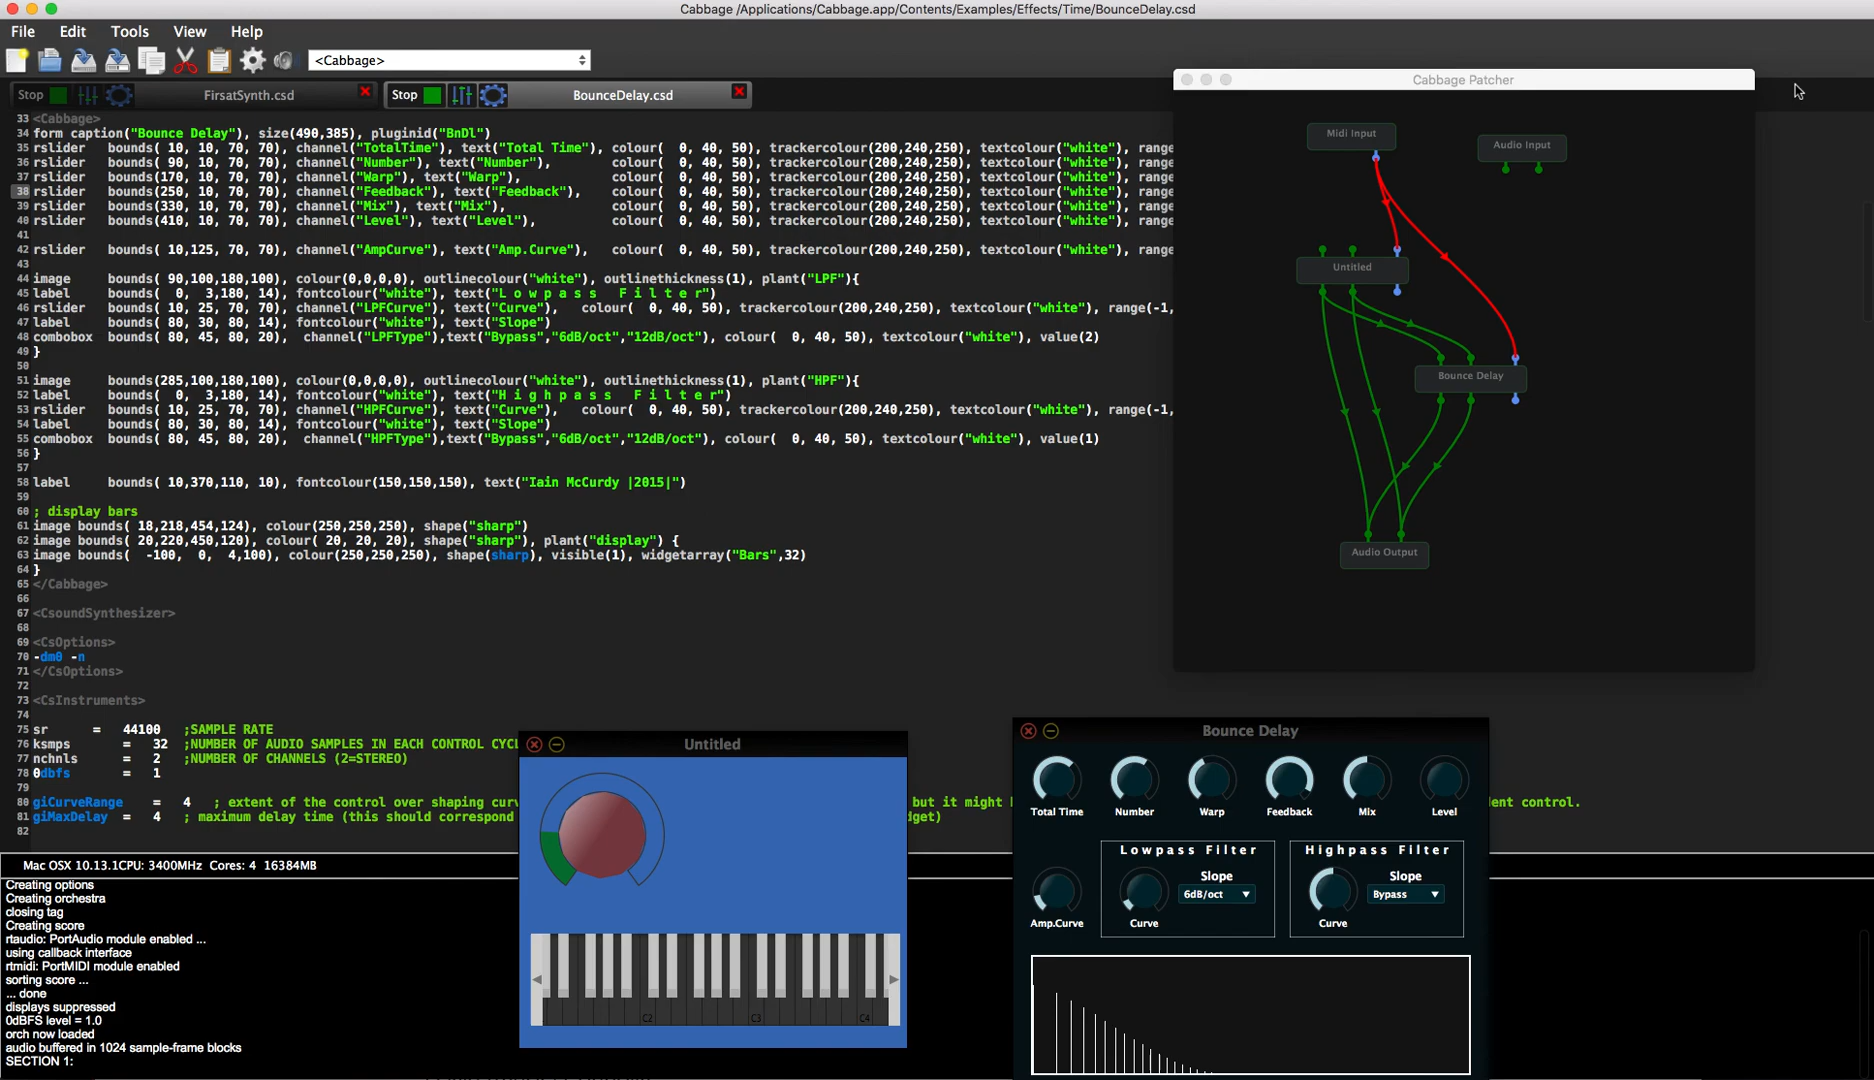 Cabbage /Applications/Cabbage.app/Contents/Examples/Effects/Time/BounceDelay.csd
File Edit Tools View Help
<Cabbage>
Stop FirsatSynth.csd Stop BounceDelay.csd
33 <Cabbage>
34 form caption("Bounce Delay"), size(490,385), pluginid("BnDl")
35 rslider bounds( 10, 10, 70, 70), channel("TotalTime"), text("Total Time"), colour( 0, 40, 50), trackercolour(200,240,250), textcolour("white"), range
36 rslider bounds( 90, 10, 70, 70), channel("Number"), text("Number"), colour( 0, 40, 50), trackercolour(200,240,250), textcolour("white"), range
37 rslider bounds(170, 10, 70, 70), channel("Warp"), text("Warp"), colour( 0, 40, 50), trackercolour(200,240,250), textcolour("white"), range
38 rslider bounds(250, 10, 70, 70), channel("Feedback"), text("Feedback"), colour( 0, 40, 50), trackercolour(200,240,250), textcolour("white"), range
39 rslider bounds(330, 10, 70, 70), channel("Mix"), text("Mix"), colour( 0, 40, 50), trackercolour(200,240,250), textcolour("white"), range
40 rslider bounds(410, 10, 70, 70), channel("Level"), text("Level"), colour( 0, 40, 50), trackercolour(200,240,250), textcolour("white"), range
41
42 rslider bounds( 10,125, 70, 70), channel("AmpCurve"), text("Amp.Curve"), colour( 0, 40, 50), trackercolour(200,240,250), textcolour("white"), range
43
44 image bounds( 90,100,180,100), colour(0,0,0,0), outlinecolour("white"), outlinethickness(1), plant("LPF"){
45 label bounds( 0, 3,180, 14), fontcolour("white"), text("L o w p a s s  F i l t e r")
46 rslider bounds( 10, 25, 70, 70), channel("LPFCurve"), text("Curve"), colour( 0, 40, 50), trackercolour(200,240,250), textcolour("white"), range(-1,
47 label bounds( 80, 30, 80, 14), fontcolour("white"), text("Slope")
48 combobox bounds( 80, 45, 80, 20), channel("LPFType"),text("Bypass","6dB/oct","12dB/oct"), colour( 0, 40, 50), textcolour("white"), value(2)
49 }
50
51 image bounds(285,100,180,100), colour(0,0,0,0), outlinecolour("white"), outlinethickness(1), plant("HPF"){
52 label bounds( 0, 3,180, 14), fontcolour("white"), text("H i g h p a s s  F i l t e r")
53 rslider bounds( 10, 25, 70, 70), channel("HPFCurve"), text("Curve"), colour( 0, 40, 50), trackercolour(200,240,250), textcolour("white"), range(-1,
54 label bounds( 80, 30, 80, 14), fontcolour("white"), text("Slope")
55 combobox bounds( 80, 45, 80, 20), channel("HPFType"),text("Bypass","6dB/oct","12dB/oct"), colour( 0, 40, 50), textcolour("white"), value(1)
56 }
57
58 label bounds( 10,370,110, 10), fontcolour(150,150,150), text("Iain McCurdy |2015|")
59
60 ; display bars
61 image bounds( 18,218,454,124), colour(250,250,250), shape("sharp")
62 image bounds( 20,220,450,120), colour( 20, 20, 20), shape("sharp"), plant("display") {
63 image bounds( -100, 0, 4,100), colour(250,250,250), shape(sharp), visible(1), widgetarray("Bars",32)
64 }
65 </Cabbage>
66
67 <CsoundSynthesizer>
68
69 <CsOptions>
70 -dm0 -n
71 </CsOptions>
72
73 <CsInstruments>
74
75 sr = 44100 ;SAMPLE RATE
76 ksmps = 32 ;NUMBER OF AUDIO SAMPLES IN EACH CONTROL CYCL
77 nchnls = 2 ;NUMBER OF CHANNELS (2=STEREO)
78 0dbfs = 1
79
80 giCurveRange = 4 ; extent of the control over shaping curv but it might ent control.
81 giMaxDelay = 4 ; maximum delay time (this should correspond dget)
82
Mac OSX 10.13.1CPU: 3400MHz Cores: 4 16384MB
Creating options
Creating orchestra
closing tag
Creating score
rtaudio: PortAudio module enabled ...
using callback interface
rtmidi: PortMIDI module enabled
sorting score ...
... done
displays suppressed
0dBFS level = 1.0
orch now loaded
audio buffered in 1024 sample-frame blocks
SECTION 1:
Cabbage Patcher
Midi Input
Audio Input
Untitled
Bounce Delay
Audio Output
Untitled
C2 C3 C4
Bounce Delay
Total Time Number Warp Feedback Mix Level
Lowpass Filter Highpass Filter
Slope Slope
6dB/oct Bypass
Amp.Curve Curve Curve